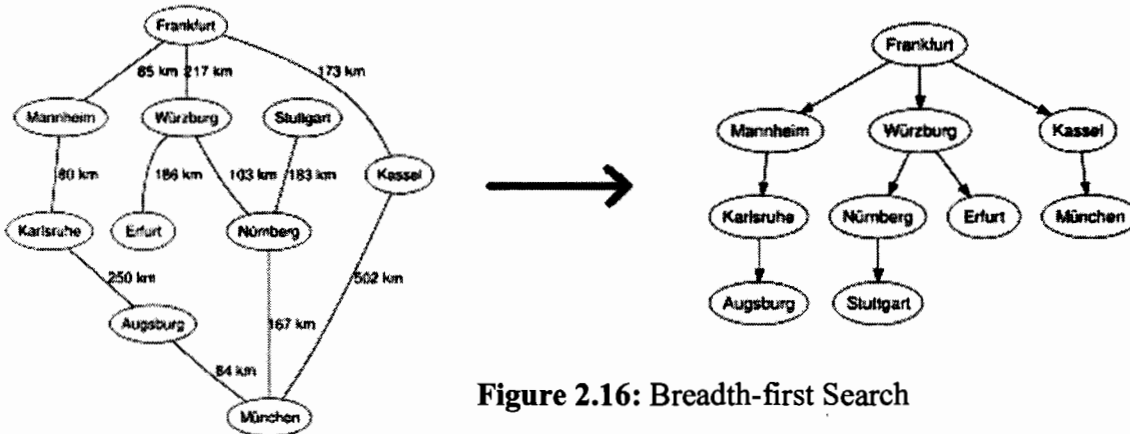 Frankfurt
85 km 217 km 173 km
Mannheim Würzburg Stuttgart
80 km 186 km 103 km 183 km Kassel
Karlsruhe Erfurt Nürnberg
250 km 502 km
Augsburg 167 km
84 km
München
Frankfurt
Mannheim Würzburg Kassel
Karlsruhe Nürnberg Erfurt München
Augsburg Stuttgart
Figure 2.16: Breadth-first Search